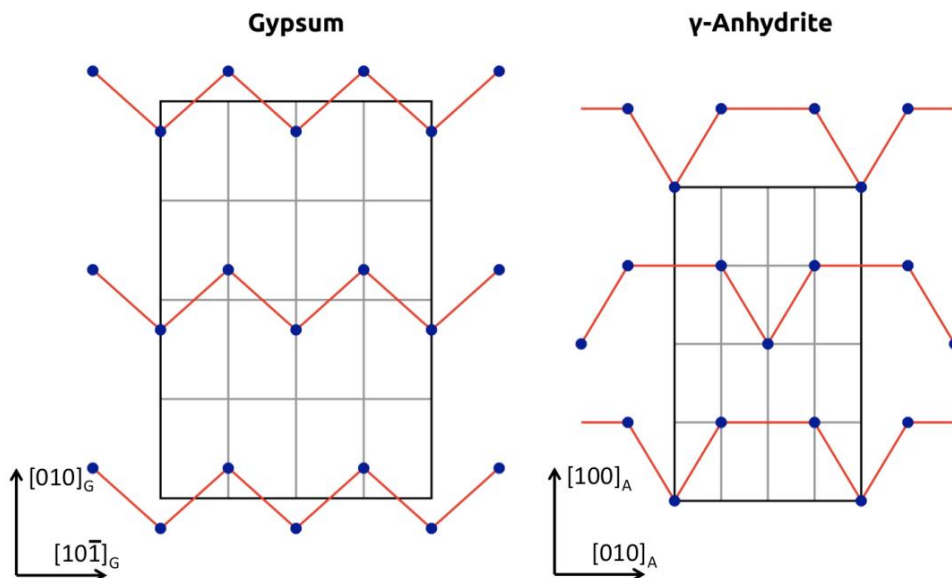 Gypsum
γ-Anhydrite
[010]G
[101̅]G
[100]A
[010]A